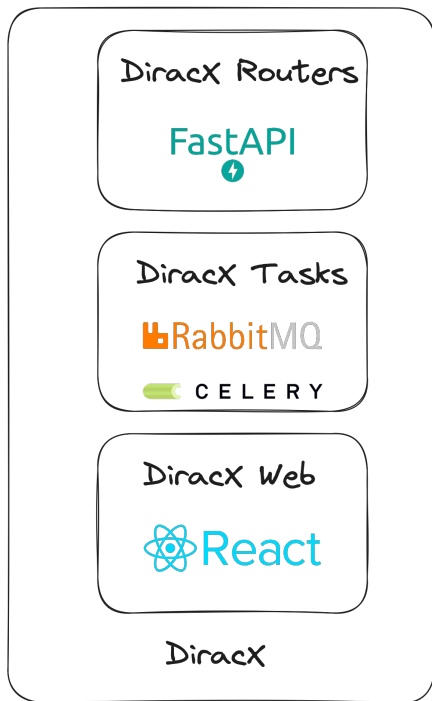 DiracX Routers
FastAPI
DiracX Tasks
RabbitMQ
CELERY
DiracX Web
React
DiracX